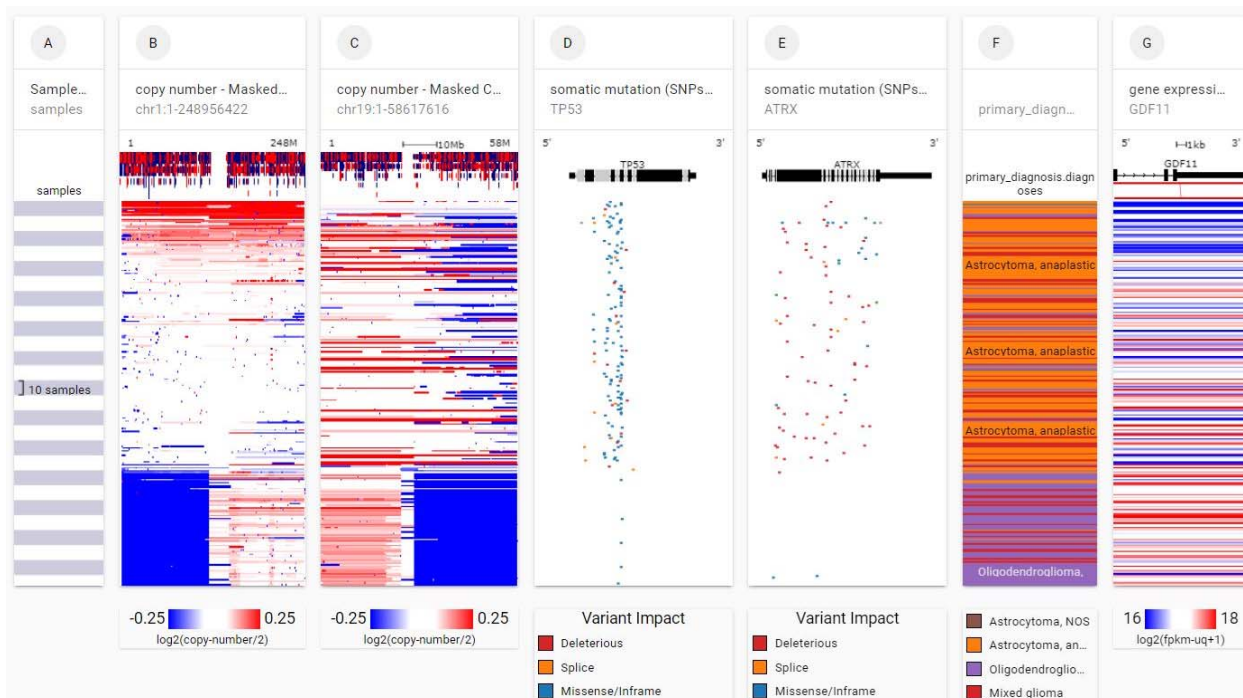 A
B
C
D
E
F
G
Sample...
samples
copy number - Masked...
chr1:1-248956422
copy number - Masked C...
chr19:1-58617616
somatic mutation (SNPs...
TP53
somatic mutation (SNPs...
ATRX
primary_diagn...
gene expressi...
GDF11
1 248M
1 10Mb 58M
5' 3'
5' 3'
5' 1kb 3'
TP53
ATRX
GDF11
samples
primary_diagnosis.diagn
oses
Astrocytoma, anaplastic
Astrocytoma, anaplastic
10 samples
Astrocytoma, anaplastic
Oligodendroglioma,
-0.25 0.25
log2(copy-number/2)
-0.25 0.25
log2(copy-number/2)
Variant Impact
Deleterious
Splice
Missense/Inframe
Variant Impact
Deleterious
Splice
Missense/Inframe
Astrocytoma, NOS
Astrocytoma, an...
Oligodendroglio...
Mixed glioma
16 18
log2(fpkm-uq+1)